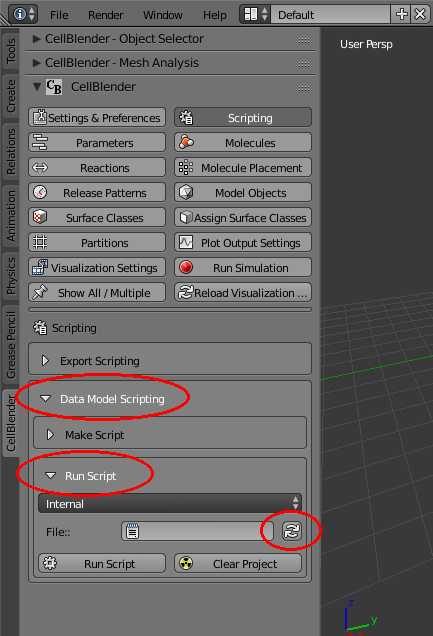 File Render Window Help Default
User Persp
Tools
Create
Relations
Animation
Physics
Grease Pencil
CellBlender
CellBlender - Object Selector
CellBlender - Mesh Analysis
CB CellBlender
Settings & Preferences Scripting
Parameters Molecules
Reactions Molecule Placement
Release Patterns Model Objects
Surface Classes Assign Surface Classes
Partitions Plot Output Settings
Visualization Settings Run Simulation
Show All / Multiple Reload Visualization ...
Scripting
Export Scripting
Data Model Scripting
Make Script
Run Script
Internal
File::
Run Script Clear Project
z
y